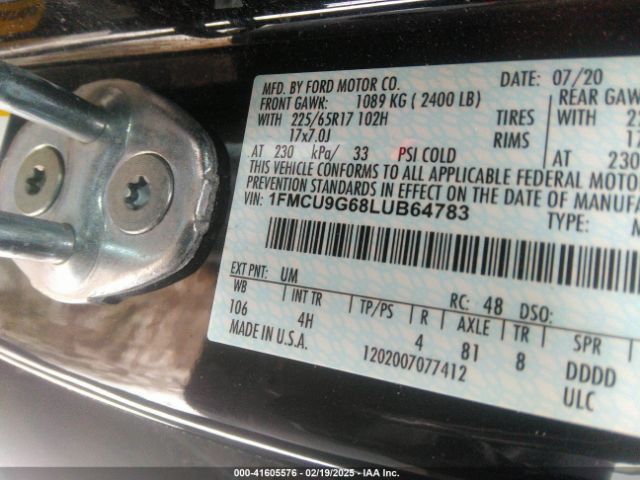 MFD. BY FORD MOTOR CO. DATE: 07/20
FRONT GAWR: 1089 KG ( 2400 LB) REAR GAW
WITH 225/65R17 102H TIRES WITH 22
17x7.0J RIMS 17
AT 230 kPa/ 33 PSI COLD AT 230
THIS VEHICLE CONFORMS TO ALL APPLICABLE FEDERAL MOTOR
PREVENTION STANDARDS IN EFFECT ON THE DATE OF MANUFA
VIN: 1FMCU9G68LUB64783 TYPE: M
EXT PNT: UM RC: 48 DSO:
WB INT TR TP/PS R AXLE TR SPR
106 4H 4 81 8 DDDD
MADE IN U.S.A. 1202007077412 ULC
000-41605576 - 02/19/2025 - IAA Inc.